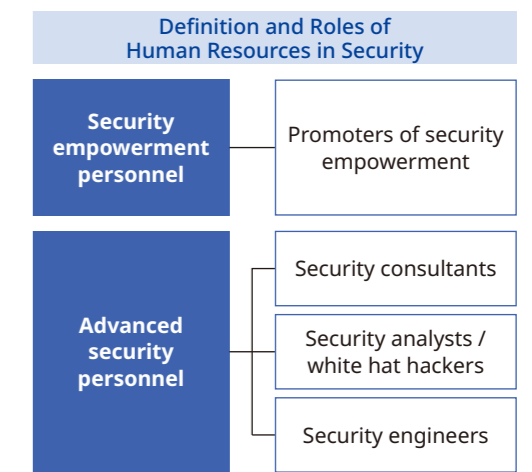 Definition and Roles of
Human Resources in Security
Security
empowerment
personnel
Promoters of security
empowerment
Advanced
security
personnel
Security consultants
Security analysts /
white hat hackers
Security engineers